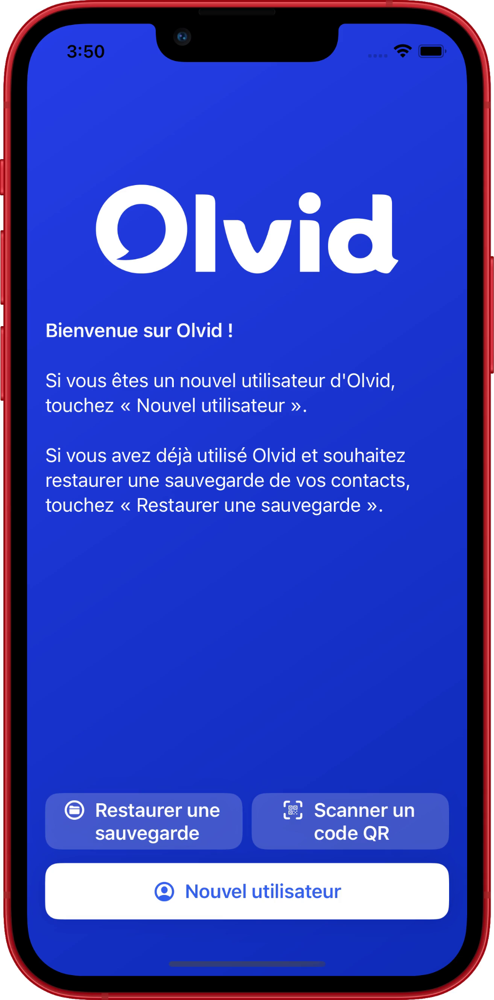 3:50
Olvid
Bienvenue sur Olvid !
Si vous êtes un nouvel utilisateur d'Olvid,
touchez « Nouvel utilisateur ».
Si vous avez déjà utilisé Olvid et souhaitez
restaurer une sauvegarde de vos contacts,
touchez « Restaurer une sauvegarde ».
Restaurer une
sauvegarde
Scanner un
code QR
Nouvel utilisateur